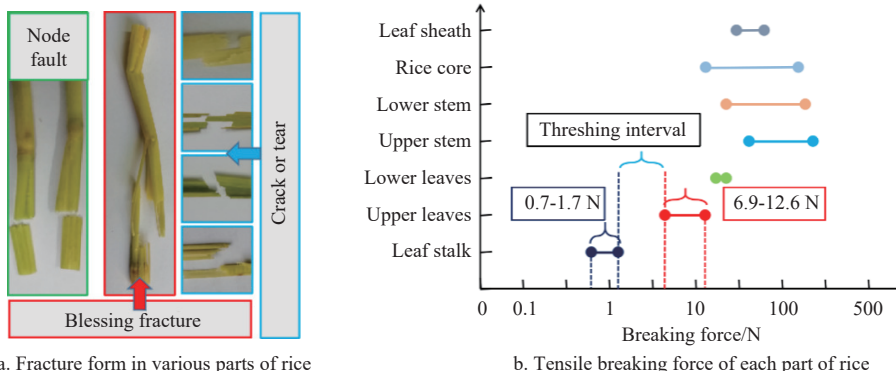 Node
fault
Crack or tear
Blessing fracture
a. Fracture form in various parts of rice
Leaf sheath
Rice core
Lower stem
Upper stem
Lower leaves
Upper leaves
Leaf stalk
Threshing interval
0.7-1.7 N
6.9-12.6 N
0 0.1 1 10 100 500
Breaking force/N
b. Tensile breaking force of each part of rice